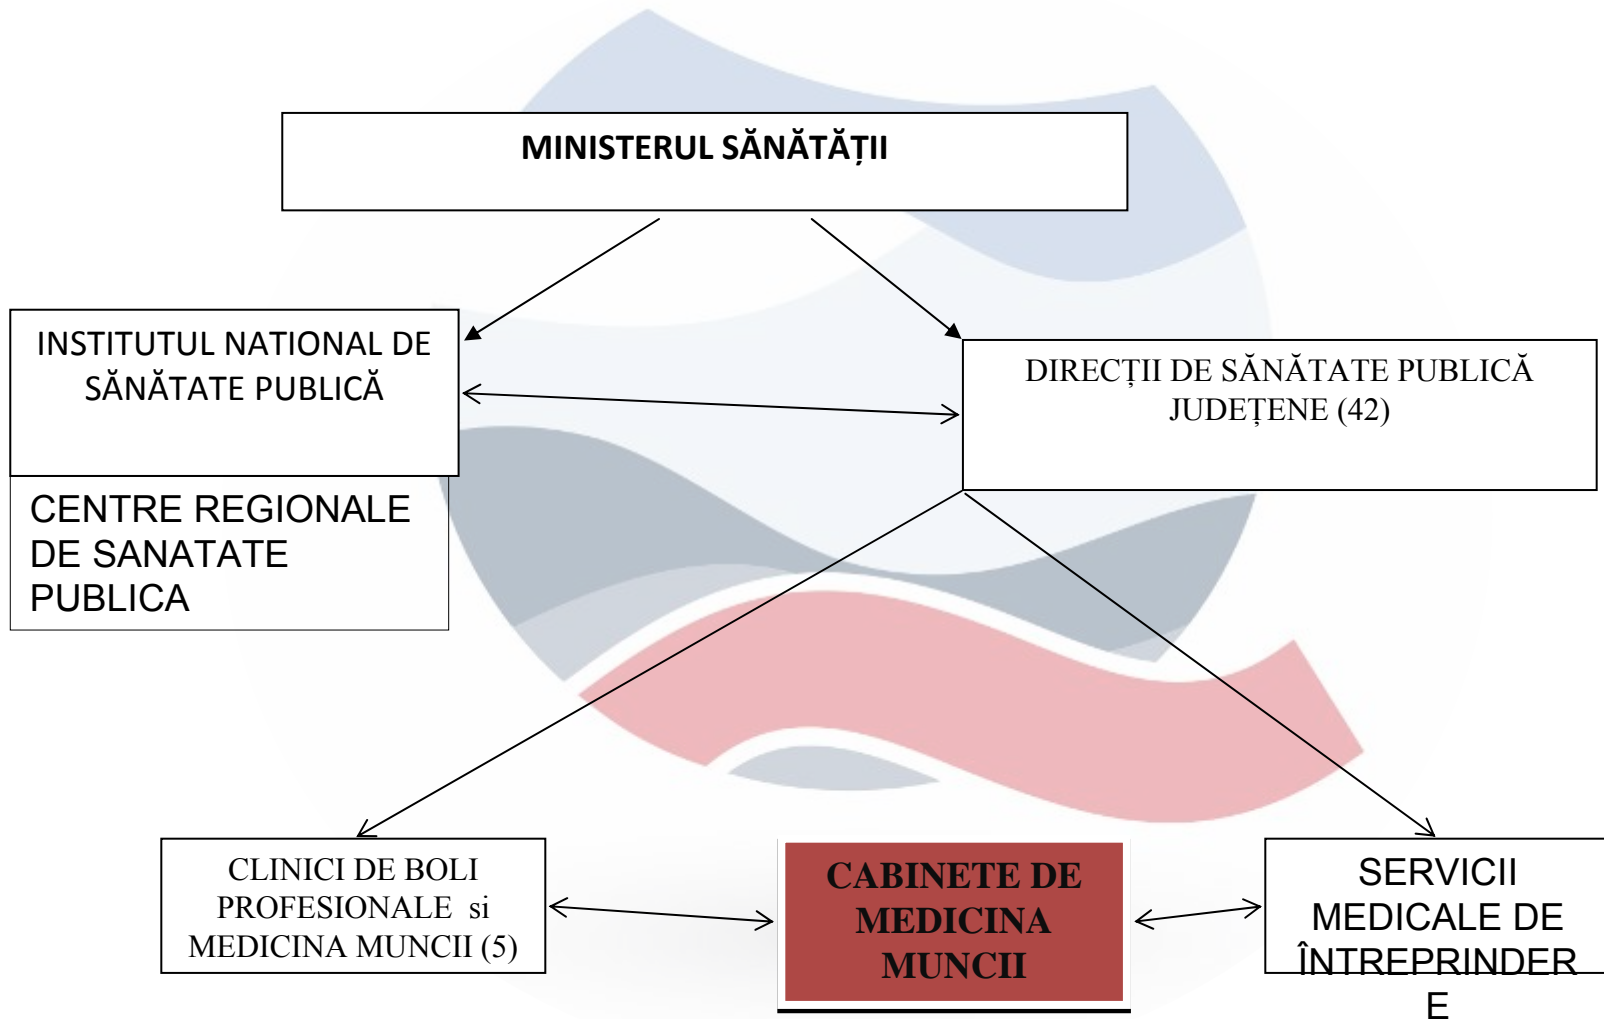 MINISTERUL SĂNĂTĂȚII
INSTITUTUL NATIONAL DE
SĂNĂTATE PUBLICĂ
DIRECȚII DE SĂNĂTATE PUBLICĂ
JUDEȚENE (42)
CENTRE REGIONALE
DE SANATATE
PUBLICA
CLINICI DE BOLI
PROFESIONALE si
MEDICINA MUNCII (5)
CABINETE DE
MEDICINA
MUNCII
SERVICII
MEDICALE DE
ÎNTREPRINDER
E